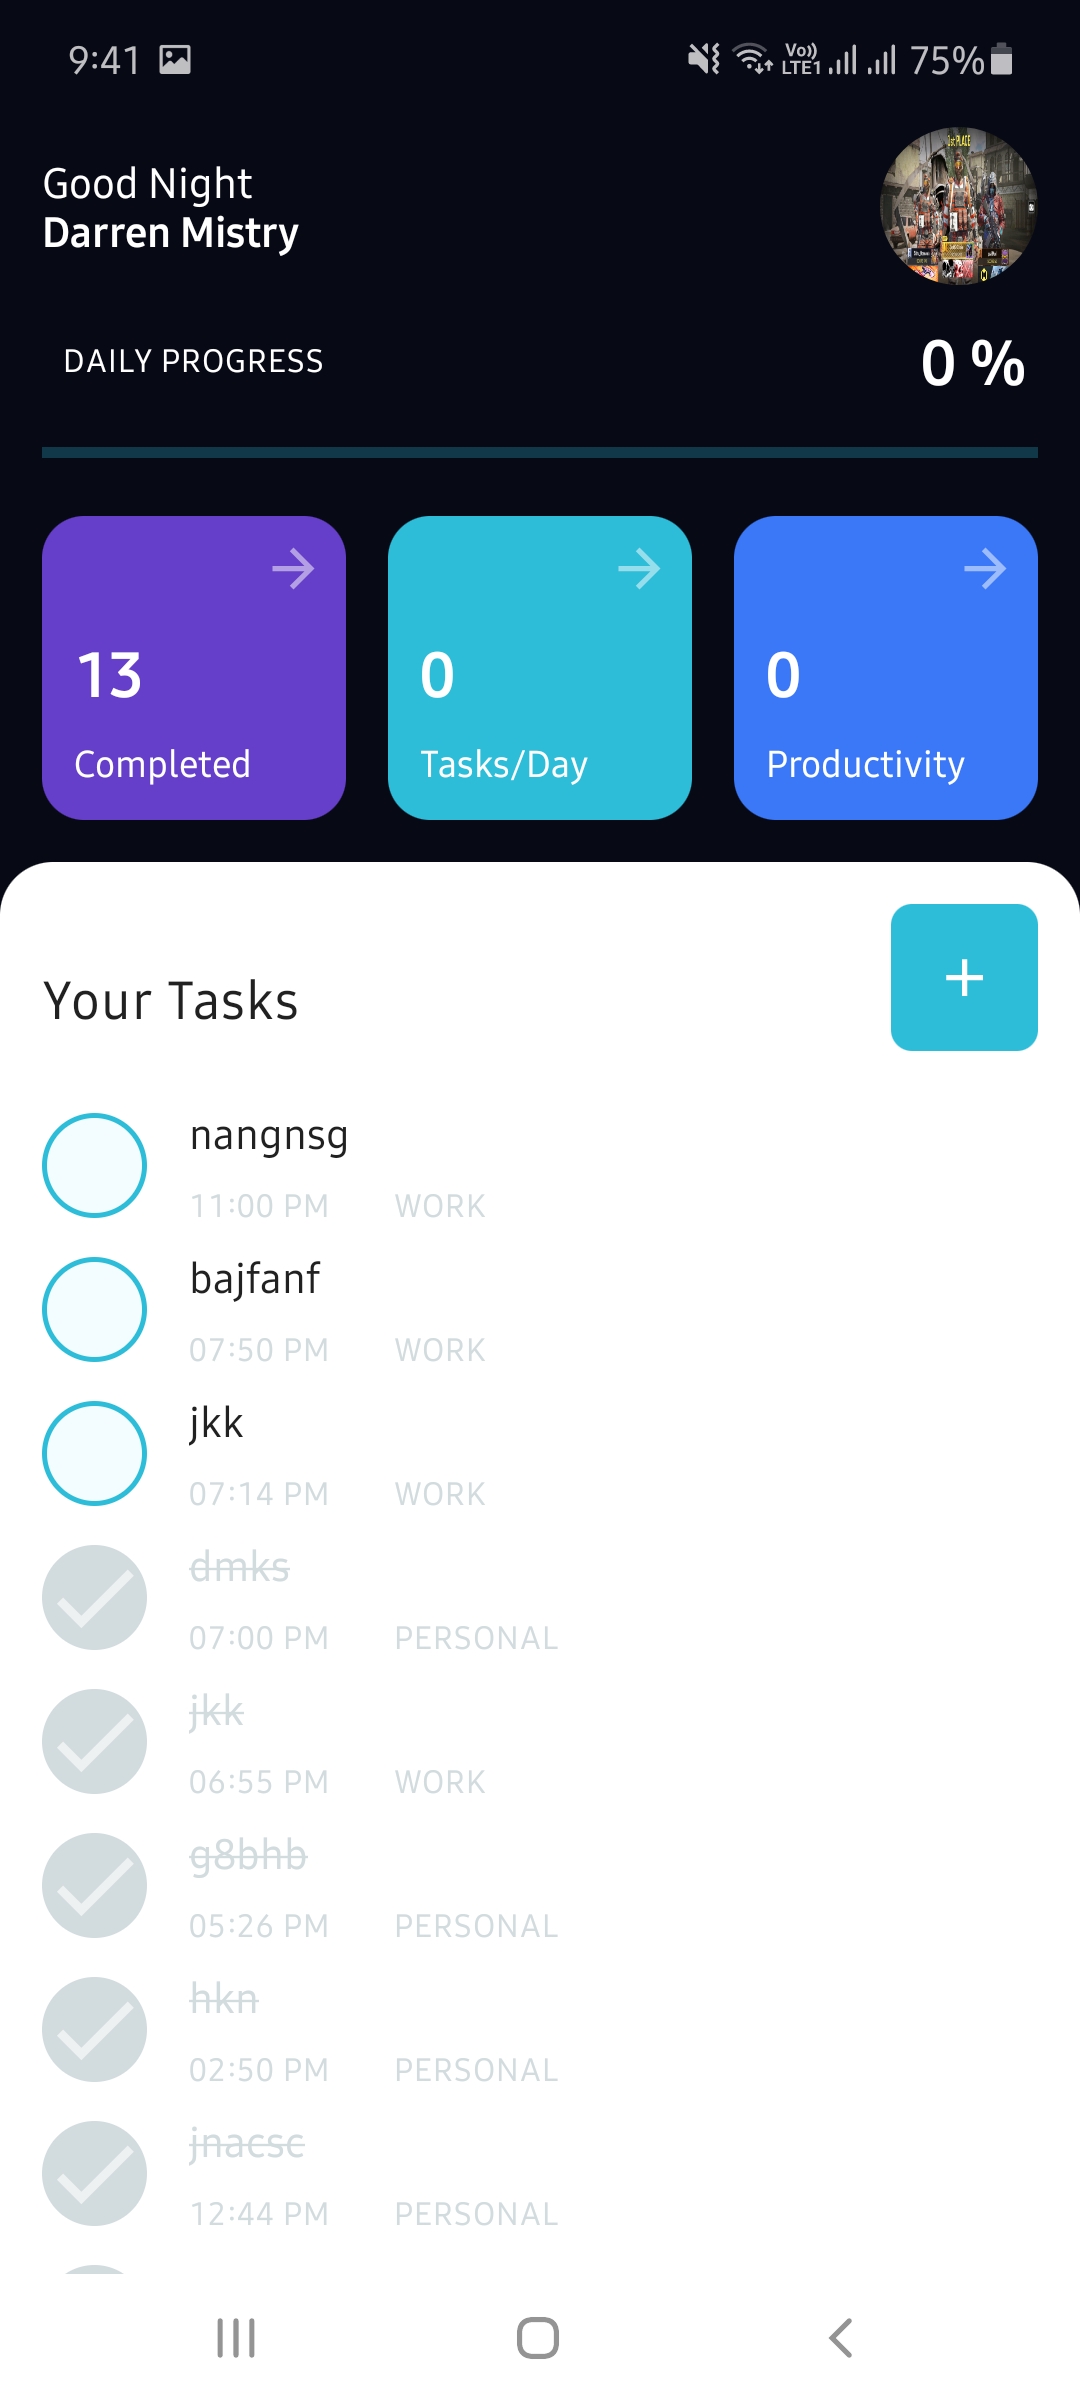 9:41 Vo)) LTE1 75%
Good Night
Darren Mistry
1st PLACE
DAILY PROGRESS 0 %
13 0 0
Completed Tasks/Day Productivity
Your Tasks
nangnsg
11:00 PM WORK
bajfanf
07:50 PM WORK
jkk
07:14 PM WORK
dmks
07:00 PM PERSONAL
jkk
06:55 PM WORK
g8bhb
05:26 PM PERSONAL
hkn
02:50 PM PERSONAL
jnacsc
12:44 PM PERSONAL